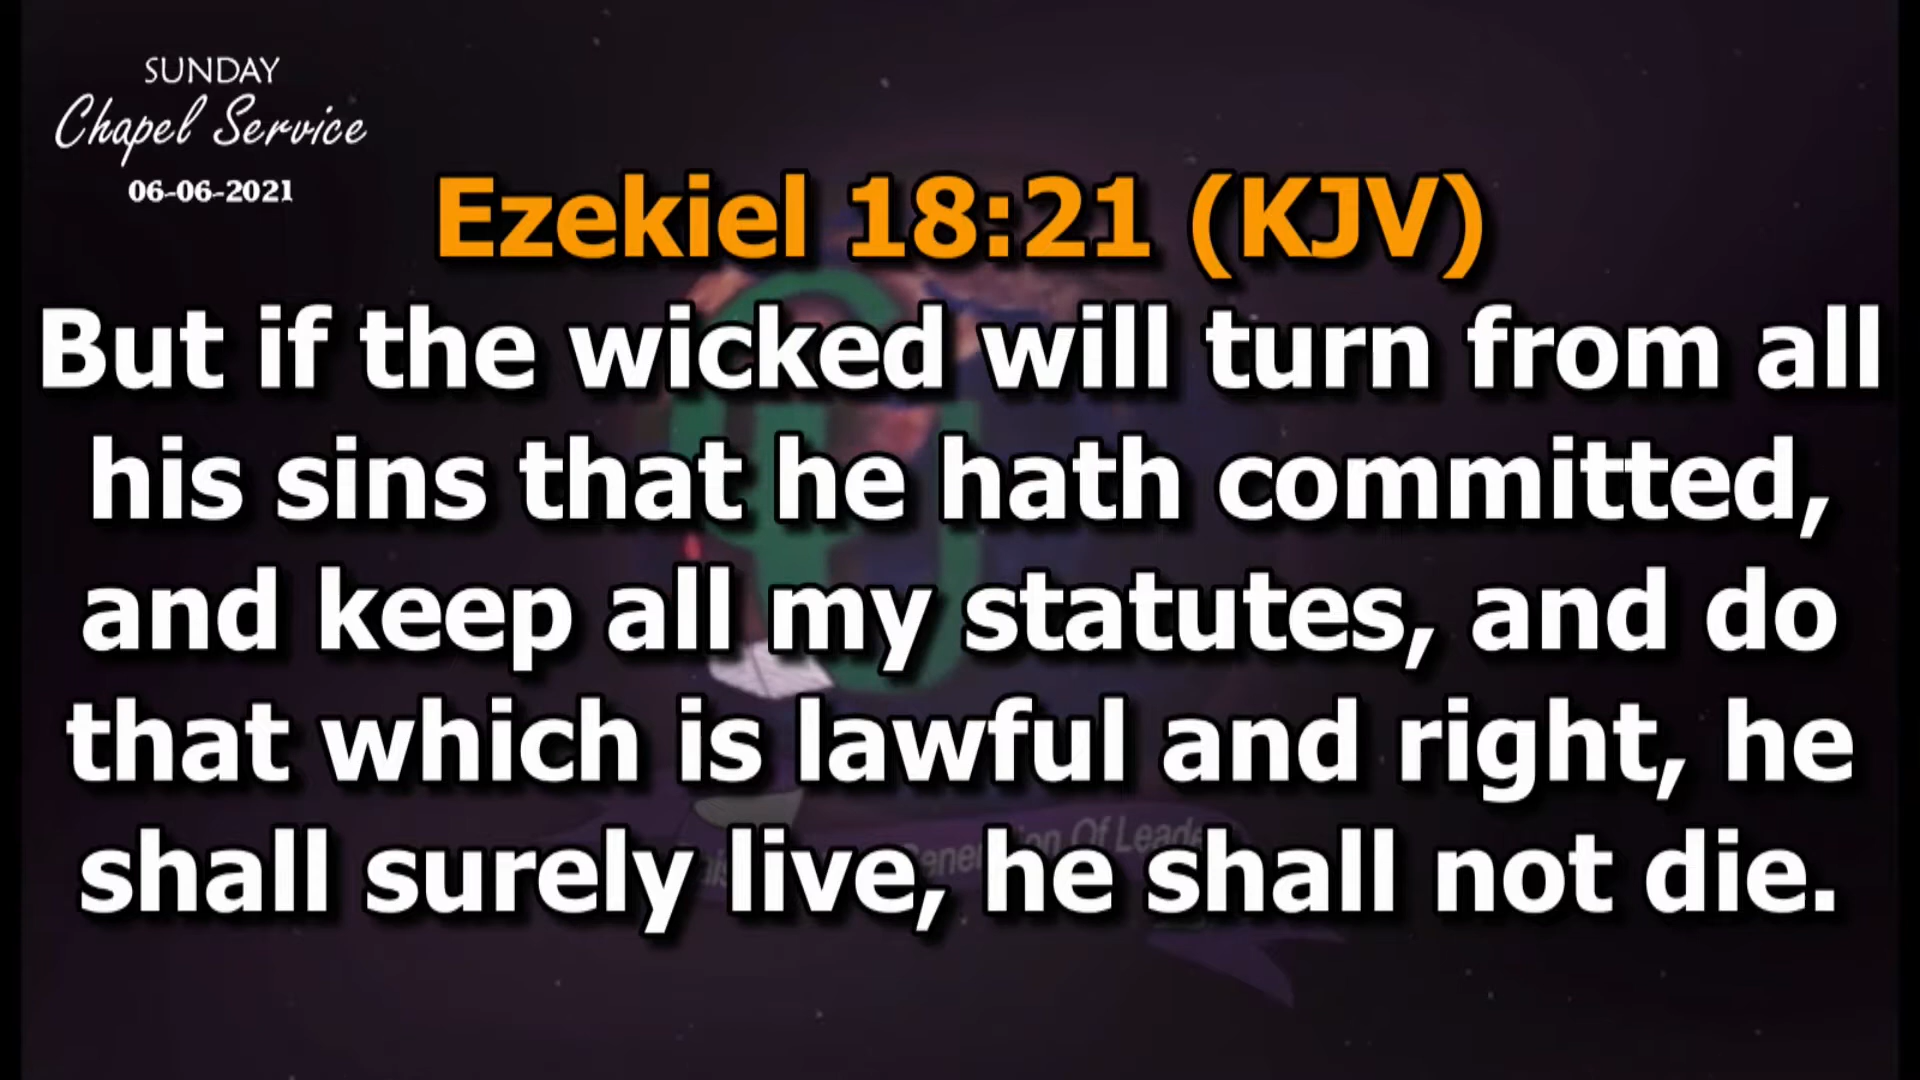 SUNDAY
Chapel Service
06-06-2021
Ezekiel 18:21 (KJV)
But if the wicked will turn from all
his sins that he hath committed,
and keep all my statutes, and do
that which is lawful and right, he
shall surely live, he shall not die.
Of